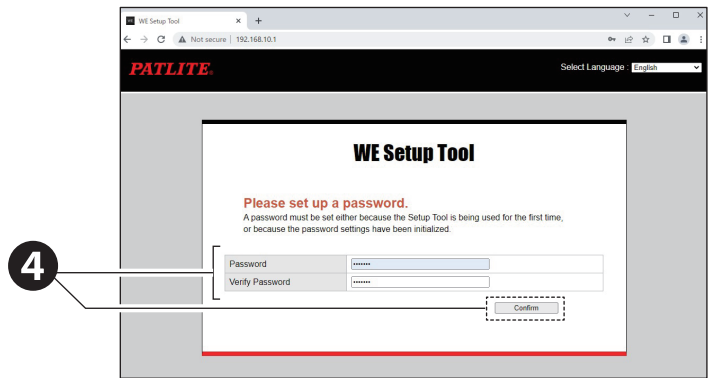 WE Setup Tool
Not secure | 192.168.10.1
PATLITE®
Select Language : English
WE Setup Tool
Please set up a password.
A password must be set either because the Setup Tool is being used for the first time,
or because the password settings have been initialized.
4
Password •••••••
Verify Password •••••••
Confirm